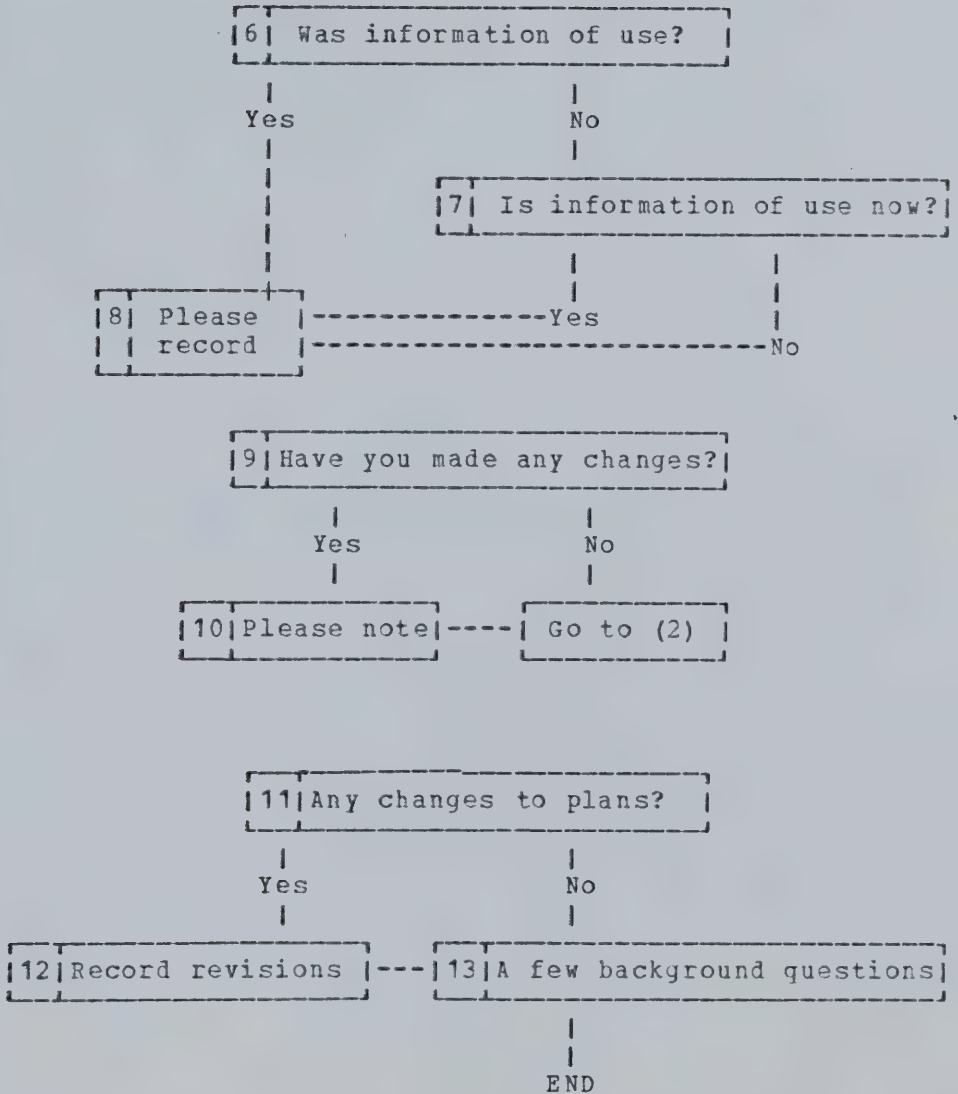 6 Was information of use?
Yes No
7 Is information of use now?
8 Please
record
Yes
No
9 Have you made any changes?
Yes No
10 Please note Go to (2)
11 Any changes to plans?
Yes No
12 Record revisions 13 A few background questions
END